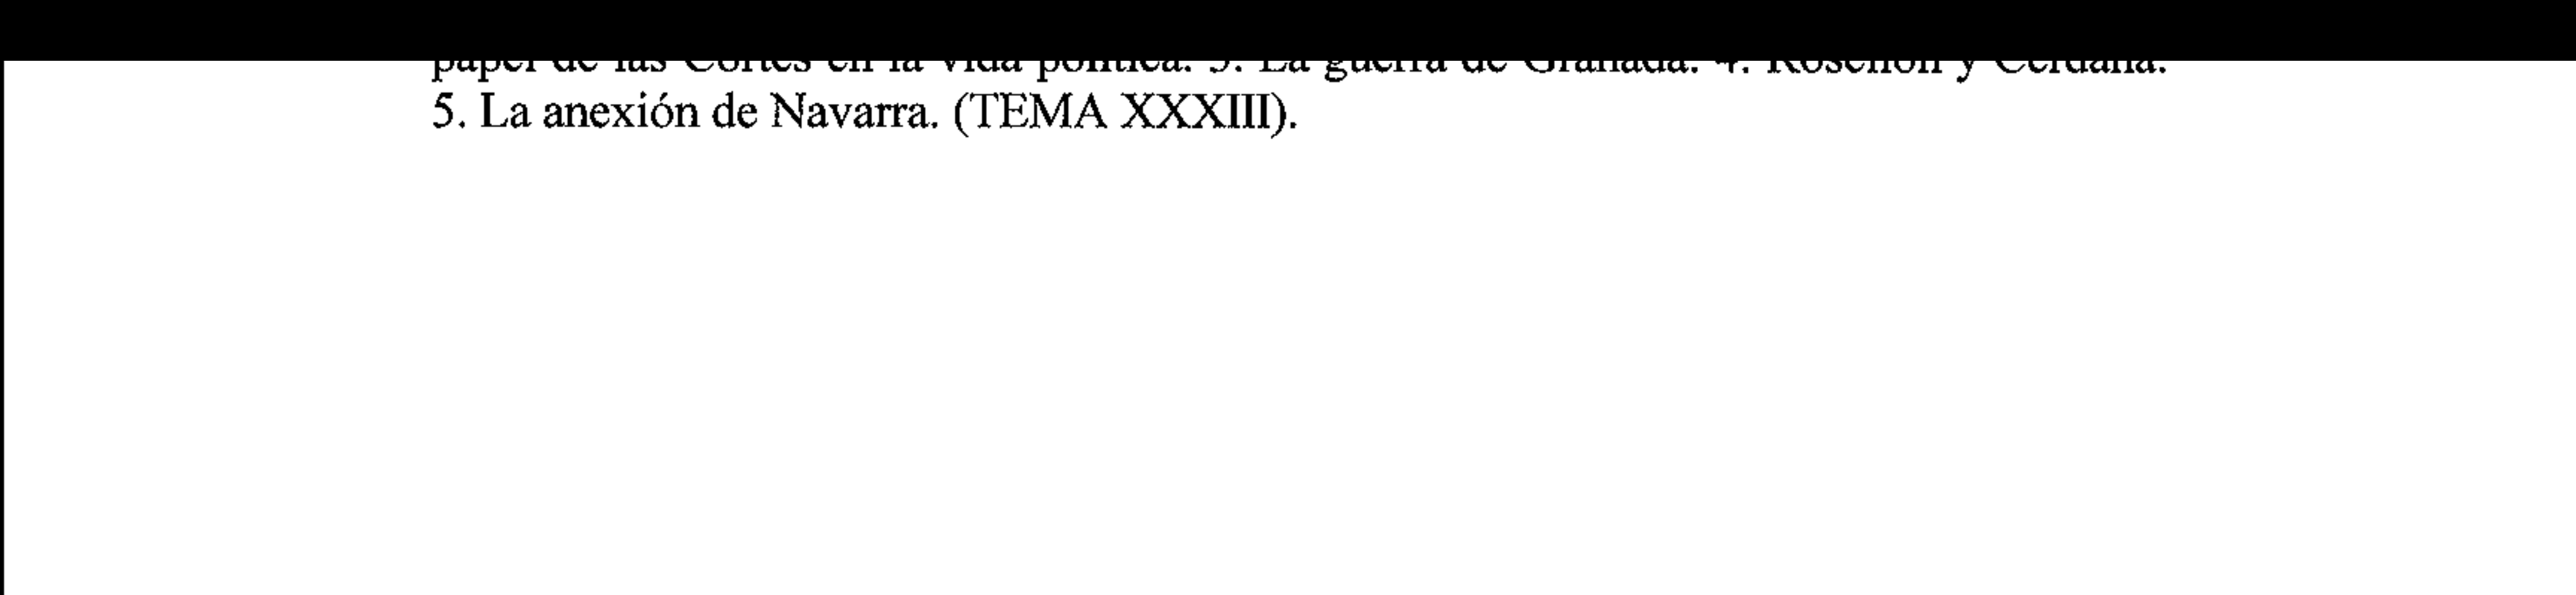 papel de las Cortes en la vida política. 3. La guerra de Granada. 4. Rosellón y Cerdaña.
5. La anexión de Navarra. (TEMA XXXIII).